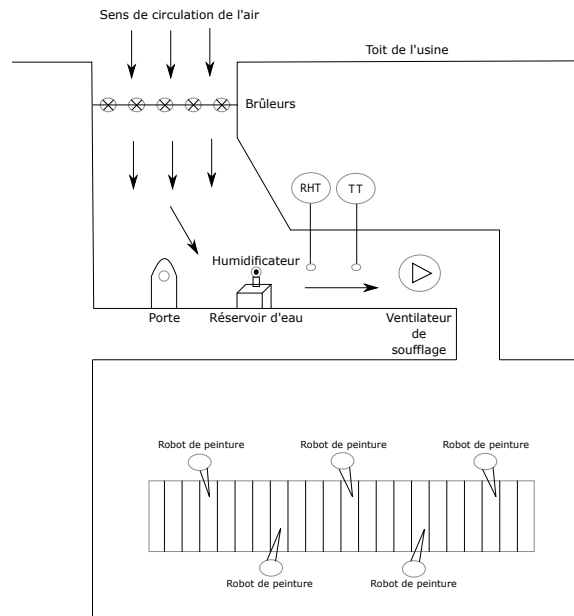 Sens de circulation de l'air
Toit de l'usine
Brûleurs
RHT
TT
Humidificateur
Porte
Réservoir d'eau
Ventilateur
de
soufflage
Robot de peinture
Robot de peinture
Robot de peinture
Robot de peinture
Robot de peinture